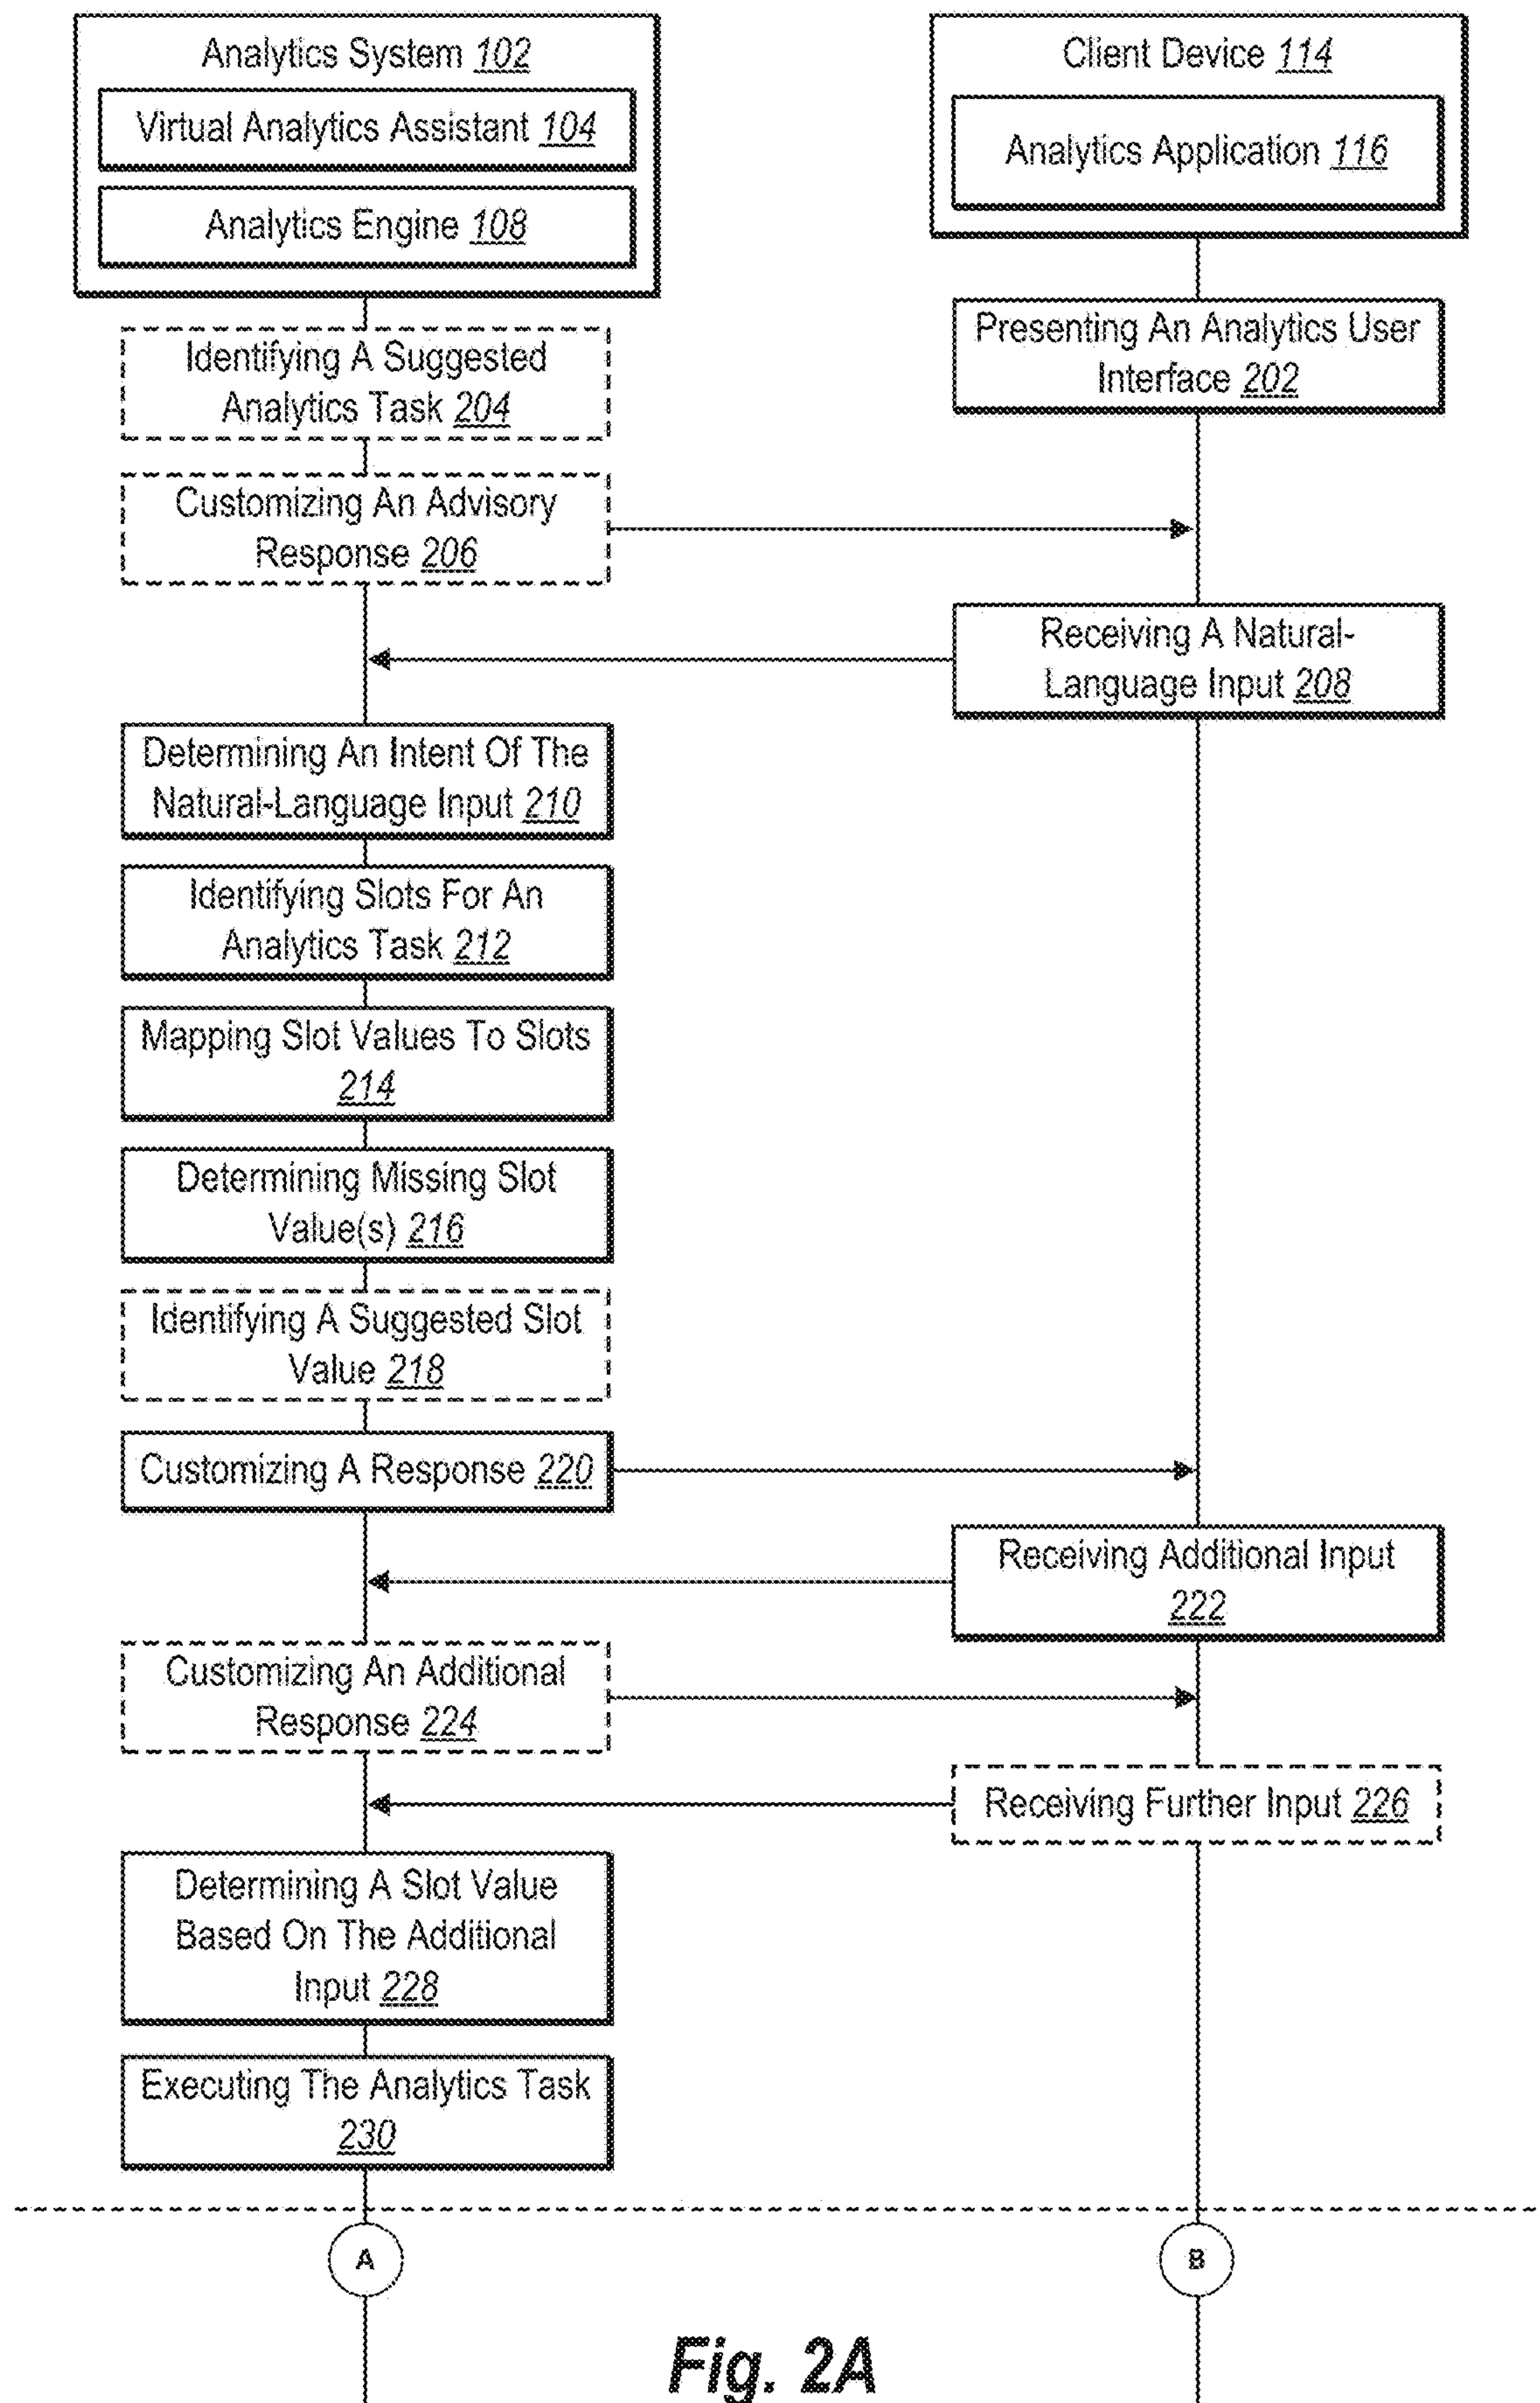 Analytics System 102
Virtual Analytics Assistant 104
Analytics Engine 108
Client Device 114
Analytics Application 116
Presenting An Analytics User
Interface 202
Identifying A Suggested
Analytics Task 204
Customizing An Advisory
Response 206
Receiving A Natural-
Language Input 208
Determining An Intent Of The
Natural-Language Input 210
Identifying Slots For An
Analytics Task 212
Mapping Slot Values To Slots
214
Determining Missing Slot
Value(s) 216
Identifying A Suggested Slot
Value 218
Customizing A Response 220
Receiving Additional Input
222
Customizing An Additional
Response 224
Receiving Further Input 226
Determining A Slot Value
Based On The Additional
Input 228
Executing The Analytics Task
230
A
B
Fig. 2A